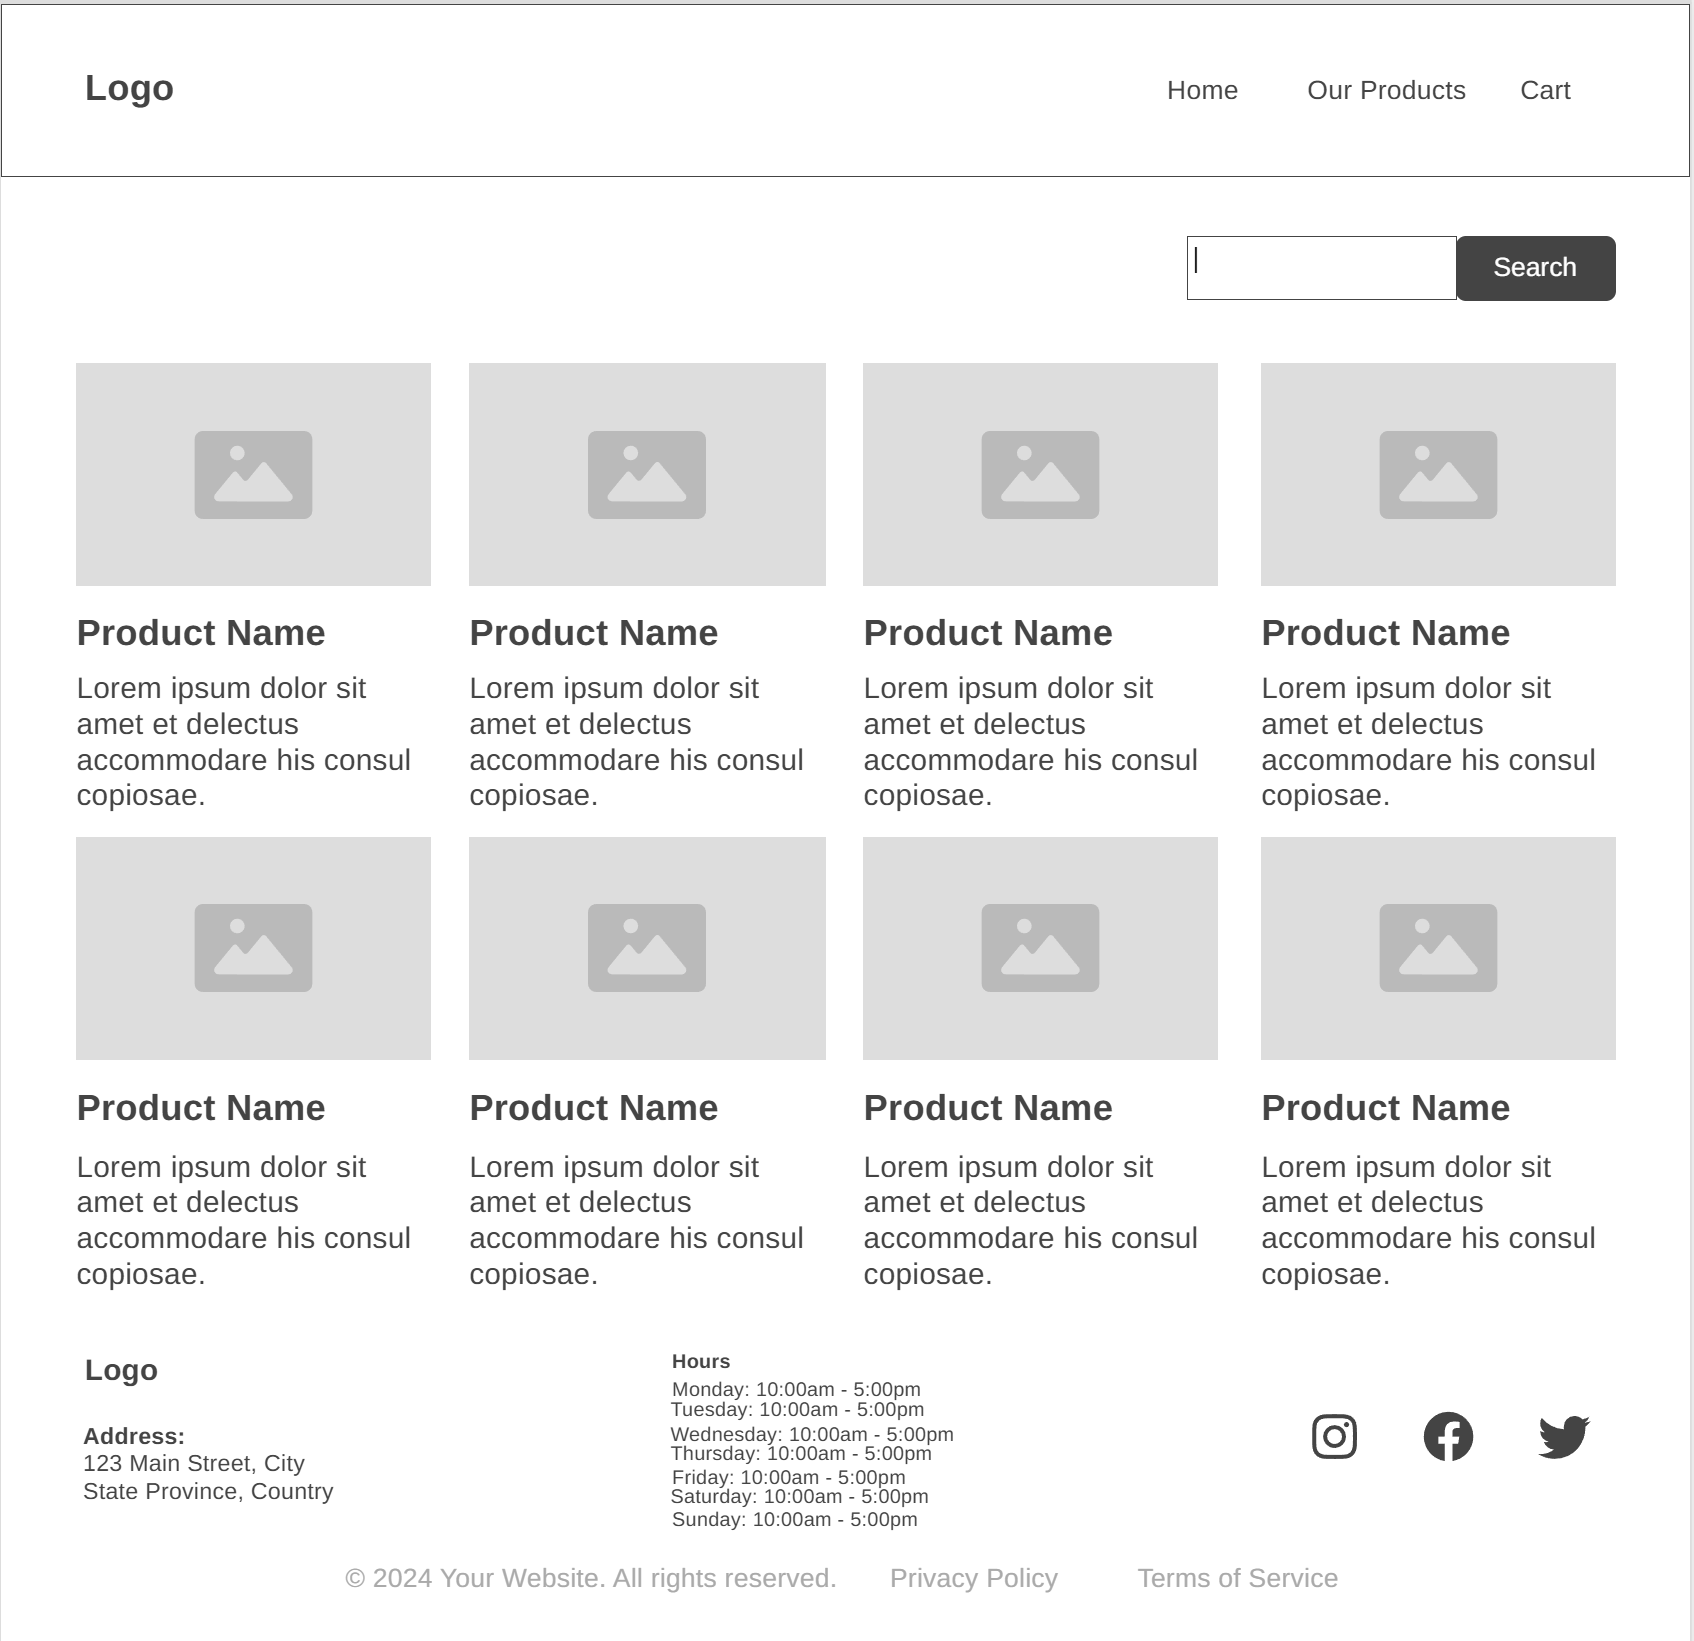 Logo
Home
Our Products
Cart
Search
Product Name
Lorem ipsum dolor sit
amet et delectus
accommodare his consul
copiosae.
Product Name
Lorem ipsum dolor sit
amet et delectus
accommodare his consul
copiosae.
Product Name
Lorem ipsum dolor sit
amet et delectus
accommodare his consul
copiosae.
Product Name
Lorem ipsum dolor sit
amet et delectus
accommodare his consul
copiosae.
Product Name
Lorem ipsum dolor sit
amet et delectus
accommodare his consul
copiosae.
Product Name
Lorem ipsum dolor sit
amet et delectus
accommodare his consul
copiosae.
Product Name
Lorem ipsum dolor sit
amet et delectus
accommodare his consul
copiosae.
Product Name
Lorem ipsum dolor sit
amet et delectus
accommodare his consul
copiosae.
Logo
Address:
123 Main Street, City
State Province, Country
Hours
Monday: 10:00am - 5:00pm
Tuesday: 10:00am - 5:00pm
Wednesday: 10:00am - 5:00pm
Thursday: 10:00am - 5:00pm
Friday: 10:00am - 5:00pm
Saturday: 10:00am - 5:00pm
Sunday: 10:00am - 5:00pm
© 2024 Your Website. All rights reserved.
Privacy Policy
Terms of Service